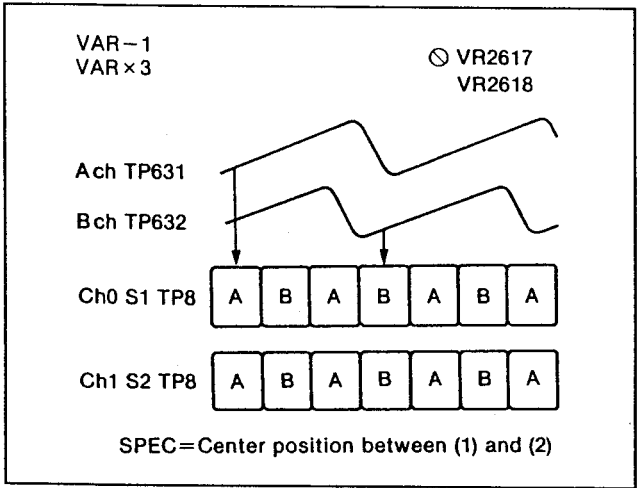 VAR−1
VAR×3
VR2617
VR2618
Ach TP631
Bch TP632
Ch0 S1 TP8 A B A B A B A
Ch1 S2 TP8 A B A B A B A
SPEC=Center position between (1) and (2)